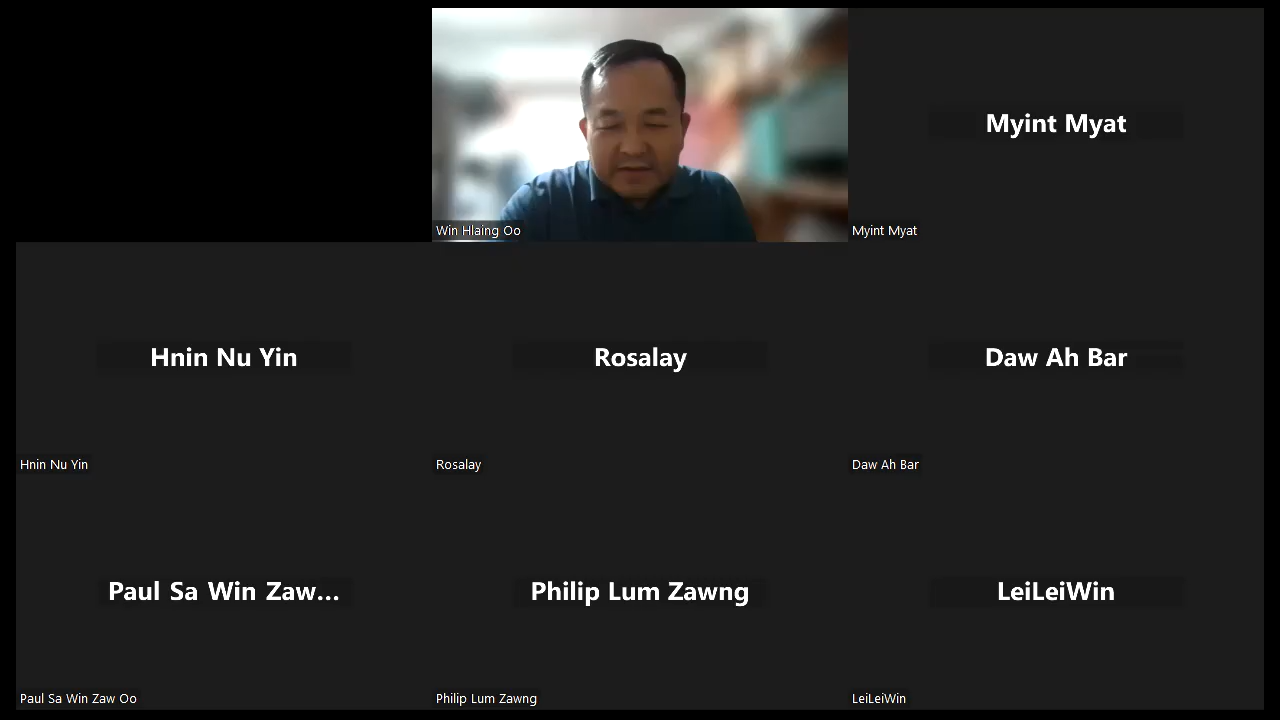 Myint Myat
Win Hlaing Oo
Myint Myat
Hnin Nu Yin
Rosalay
Daw Ah Bar
Hnin Nu Yin
Rosalay
Daw Ah Bar
Paul Sa Win Zaw...
Philip Lum Zawng
LeiLeiWin
Paul Sa Win Zaw Oo
Philip Lum Zawng
LeiLeiWin